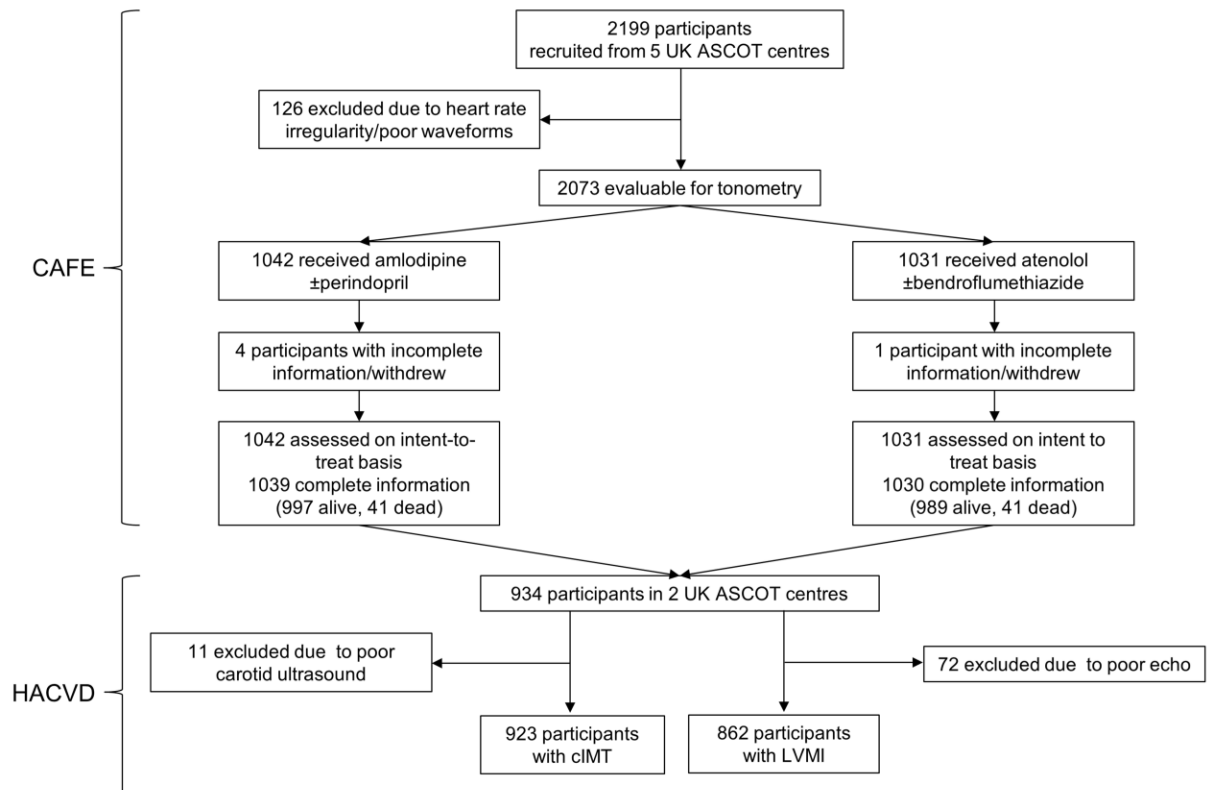 2199 participants
recruited from 5 UK ASCOT centres
126 excluded due to heart rate
irregularity/poor waveforms
2073 evaluable for tonometry
CAFE
1042 received amlodipine
±perindopril
1031 received atenolol
±bendroflumethiazide
4 participants with incomplete
information/withdrew
1 participant with incomplete
information/withdrew
1042 assessed on intent-to-
treat basis
1039 complete information
(997 alive, 41 dead)
1031 assessed on intent to
treat basis
1030 complete information
(989 alive, 41 dead)
HACVD
934 participants in 2 UK ASCOT centres
11 excluded due to poor
carotid ultrasound
72 excluded due to poor echo
923 participants
with cIMT
862 participants
with LVMI